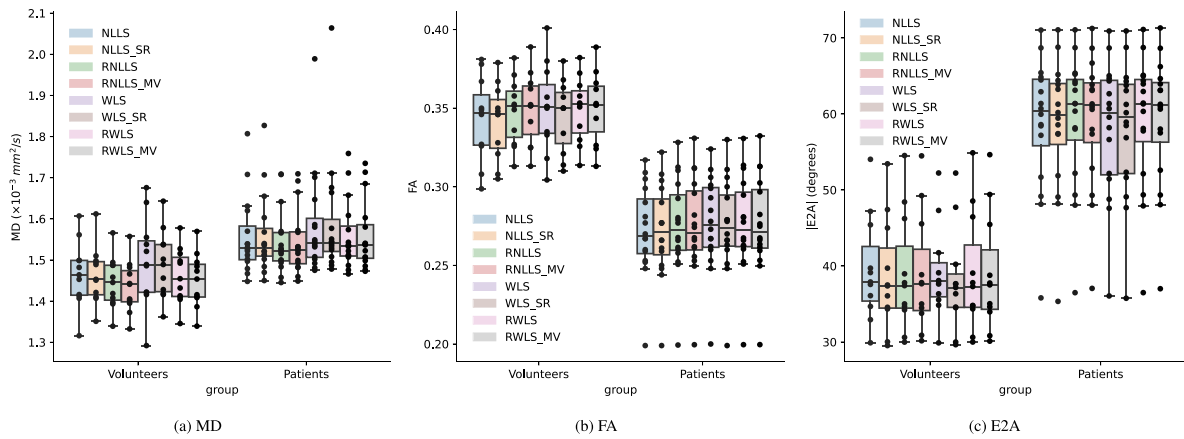 2.1
2.0
1.9
1.8
1.7
1.6
1.5
1.4
1.3
MD (×10⁻³ mm²/s)
NLLS
NLLS_SR
RNLLS
RNLLS_MV
WLS
WLS_SR
RWLS
RWLS_MV
Volunteers
Patients
group
(a) MD
0.40
0.35
0.30
0.25
0.20
FA
NLLS
NLLS_SR
RNLLS
RNLLS_MV
WLS
WLS_SR
RWLS
RWLS_MV
Volunteers
Patients
group
(b) FA
70
60
50
40
30
|E2A| (degrees)
NLLS
NLLS_SR
RNLLS
RNLLS_MV
WLS
WLS_SR
RWLS
RWLS_MV
Volunteers
Patients
group
(c) E2A